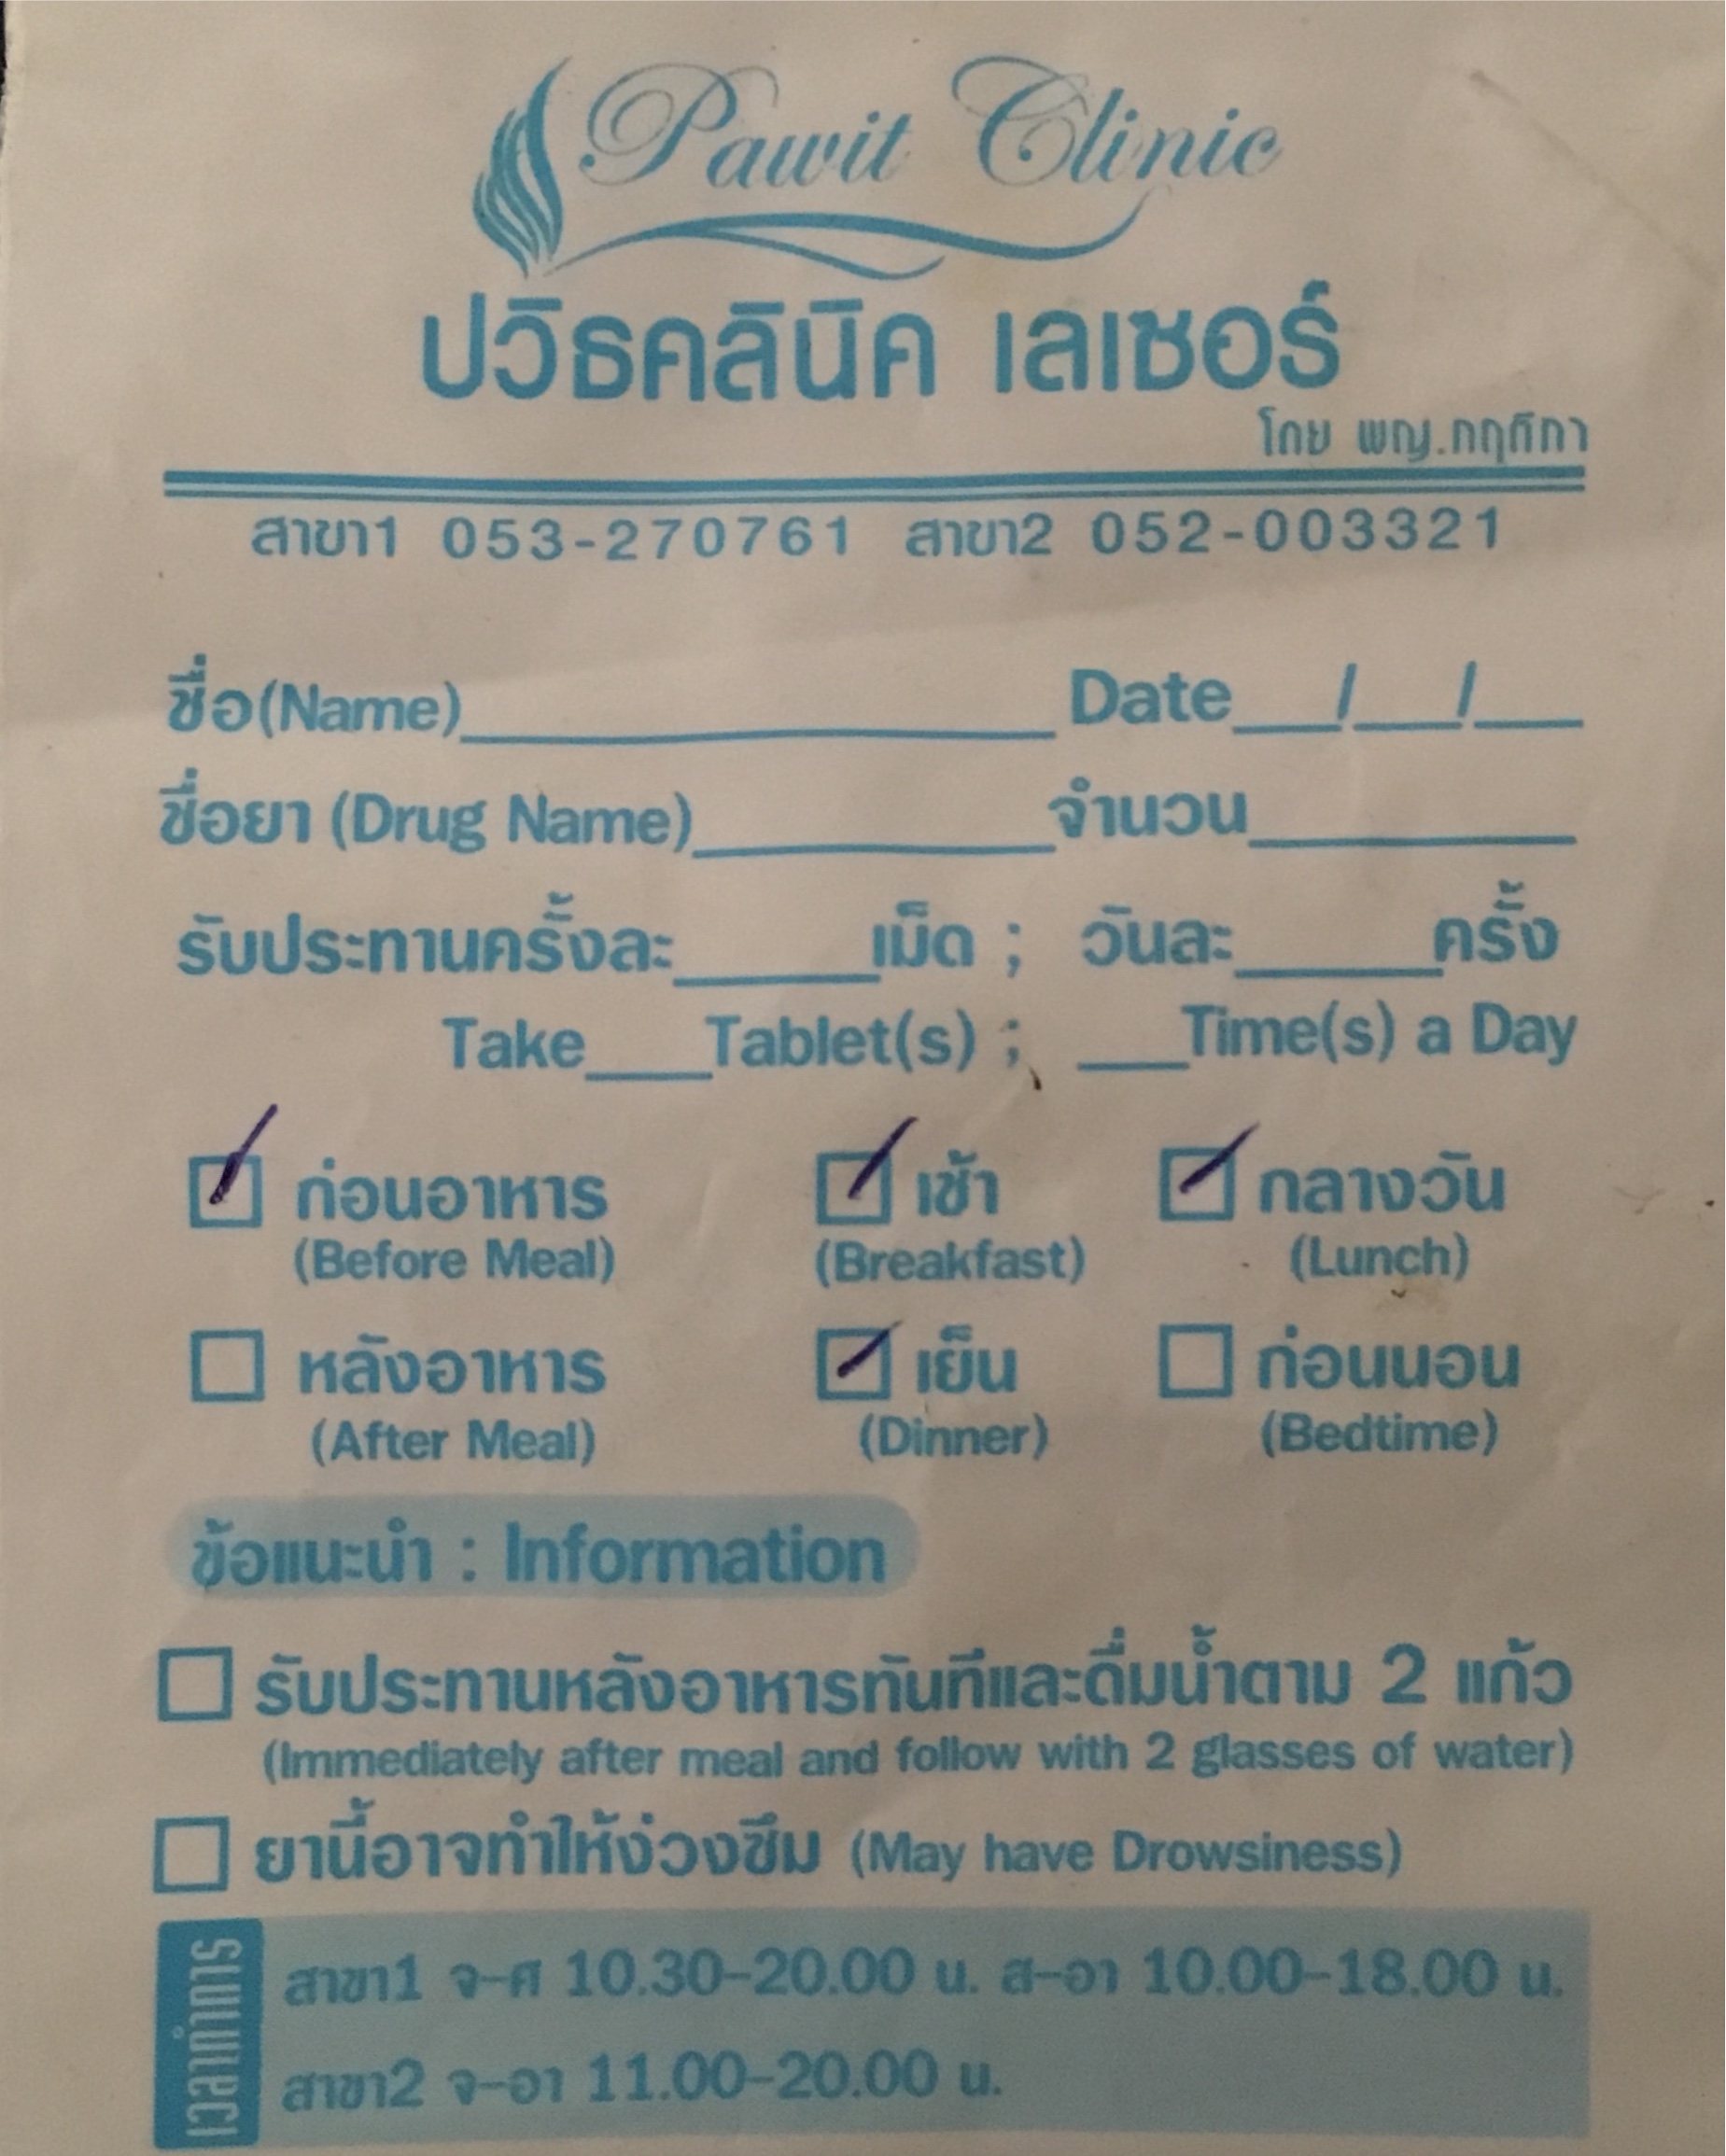 Pawit Clinic
ปวิธคลินิค เลเซอร์
โดย พญ.กฤติกา
สาขา1 053-270761 สาขา2 052-003321
ชื่อ(Name)__________ Date___/___/___
ชื่อยา (Drug Name)__________จำนวน__________
รับประทานครั้งละ_____เม็ด ; วันละ_____ครั้ง
Take___Tablet(s) ; ___Time(s) a Day
☑ ก่อนอาหาร ☑ เช้า ☑ กลางวัน
(Before Meal) (Breakfast) (Lunch)
☐ หลังอาหาร ☑ เย็น ☐ ก่อนนอน
(After Meal) (Dinner) (Bedtime)
ข้อแนะนำ : Information
☐ รับประทานหลังอาหารทันทีและดื่มน้ำตาม 2 แก้ว
(Immediately after meal and follow with 2 glasses of water)
☐ ยานี้อาจทำให้ง่วงซึม (May have Drowsiness)
เวลาทำการ
สาขา1 จ-ศ 10.30-20.00 น. ส-อา 10.00-18.00 น.
สาขา2 จ-อา 11.00-20.00 น.